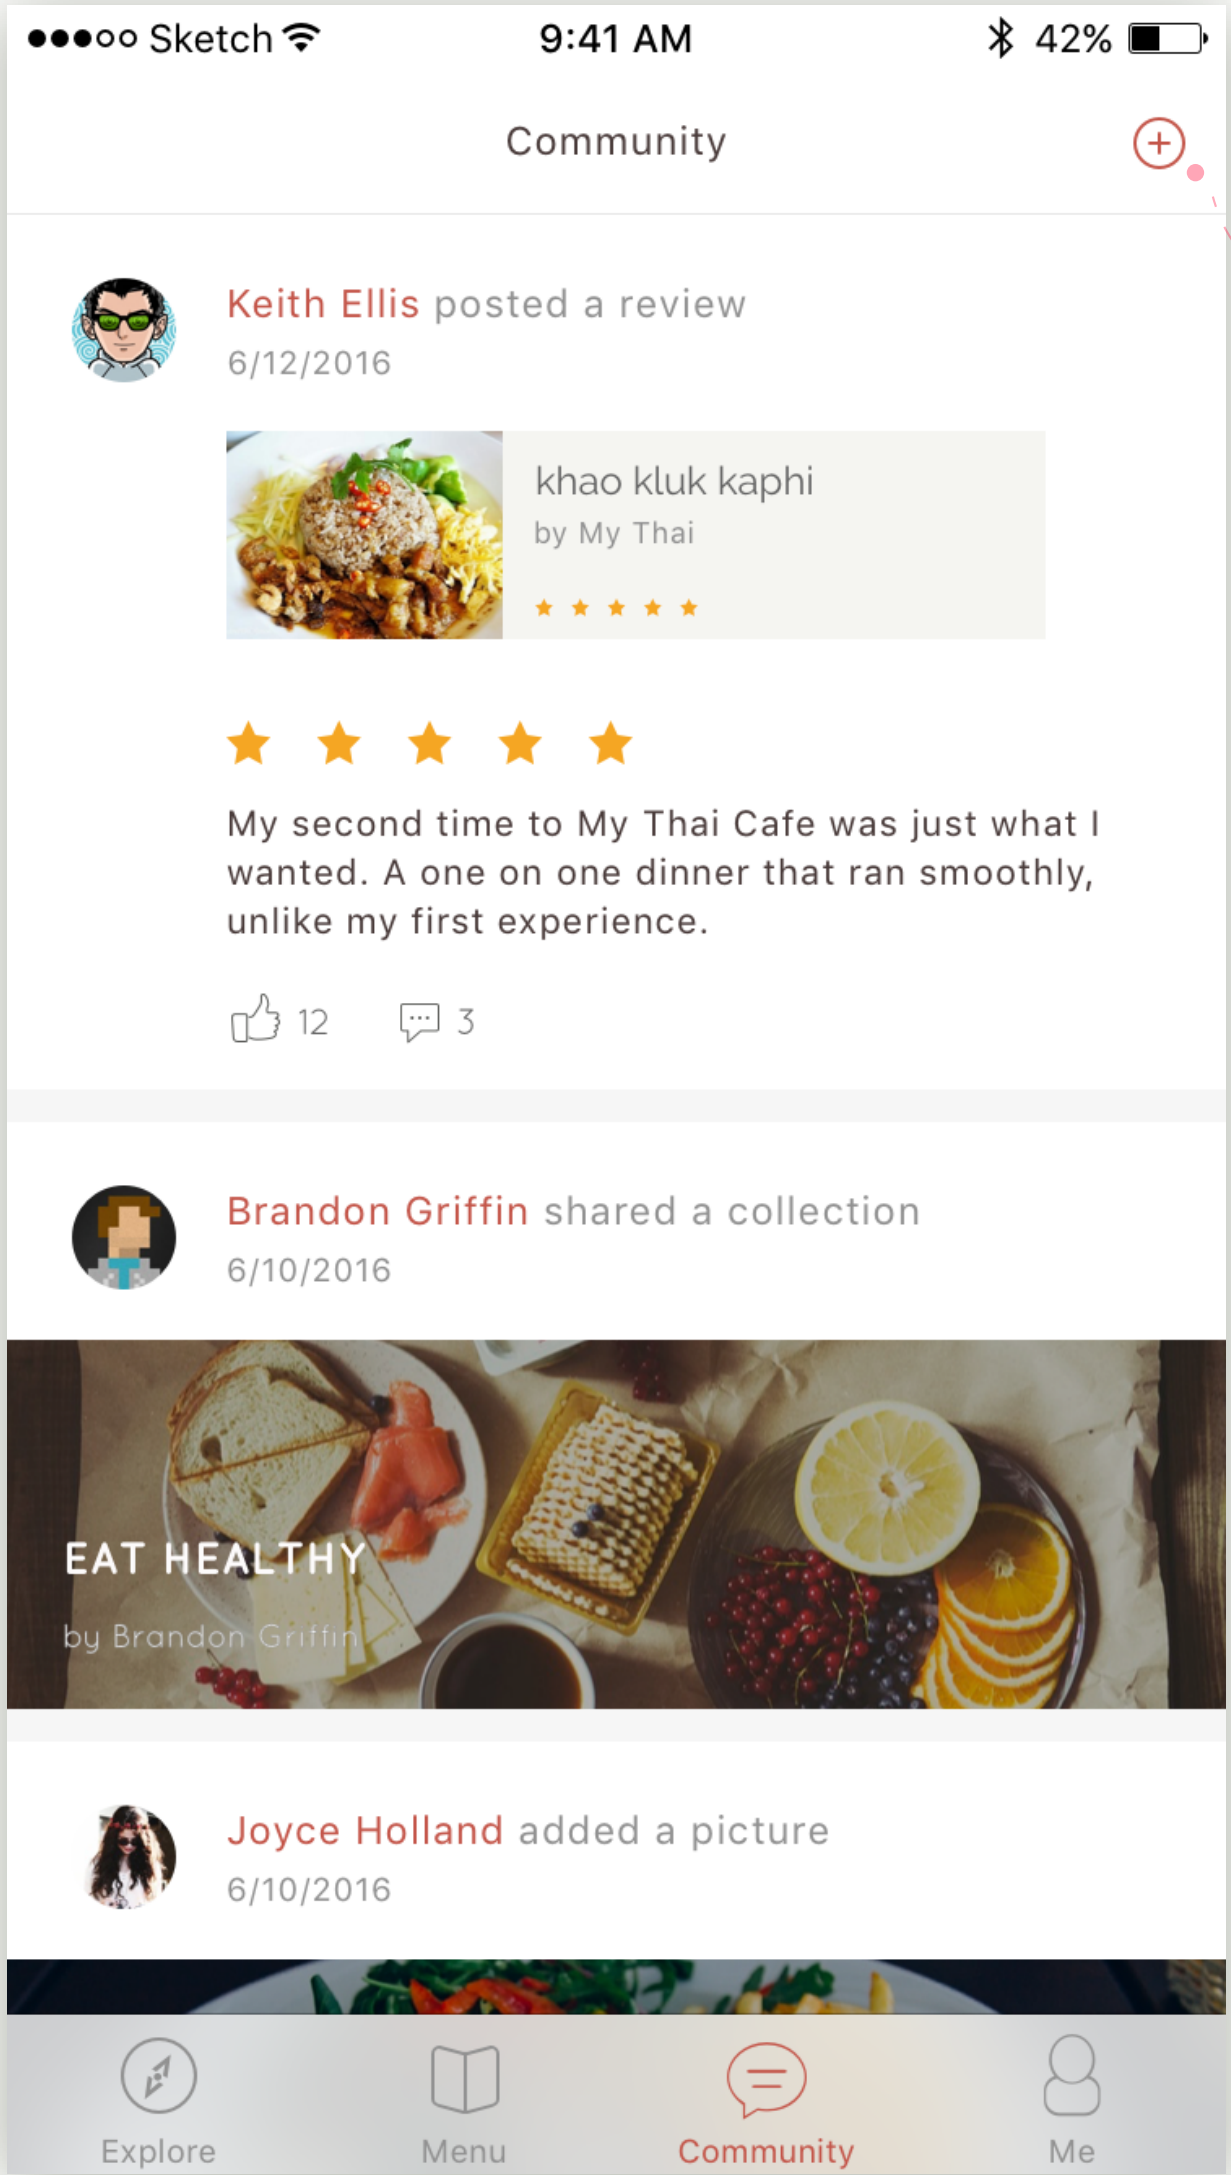 Sketch 9:41 AM 42%
Community
Keith Ellis posted a review
6/12/2016
khao kluk kaphi
by My Thai
My second time to My Thai Cafe was just what I
wanted. A one on one dinner that ran smoothly,
unlike my first experience.
12 3
Brandon Griffin shared a collection
6/10/2016
EAT HEALTHY
by Brandon Griffin
Joyce Holland added a picture
6/10/2016
Explore Menu Community Me